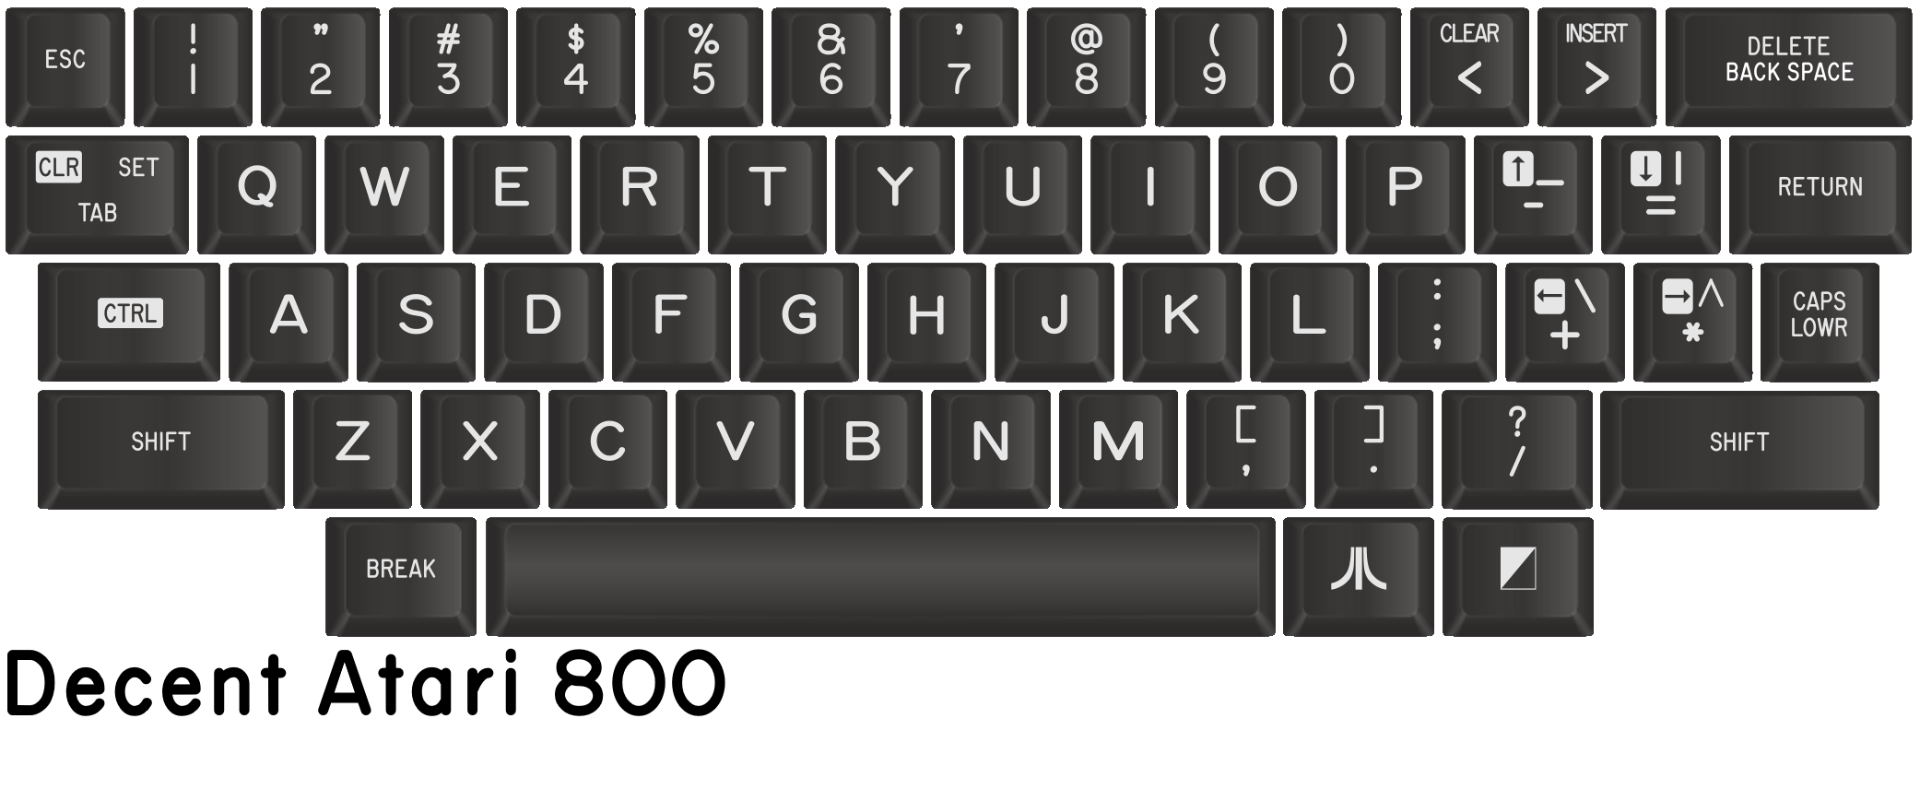 ESC ! 1 " 2 # 3 $ 4 % 5 & 6 ' 7 @ 8 ( 9 ) 0 CLEAR < INSERT > DELETE BACK SPACE
CLR SET TAB Q W E R T Y U I O P ↑ _ - ↓ | = RETURN
CTRL A S D F G H J K L : ; ← \ + → ^ * CAPS LOWR
SHIFT Z X C V B N M [ , ] . ? / SHIFT
BREAK
Decent Atari 800